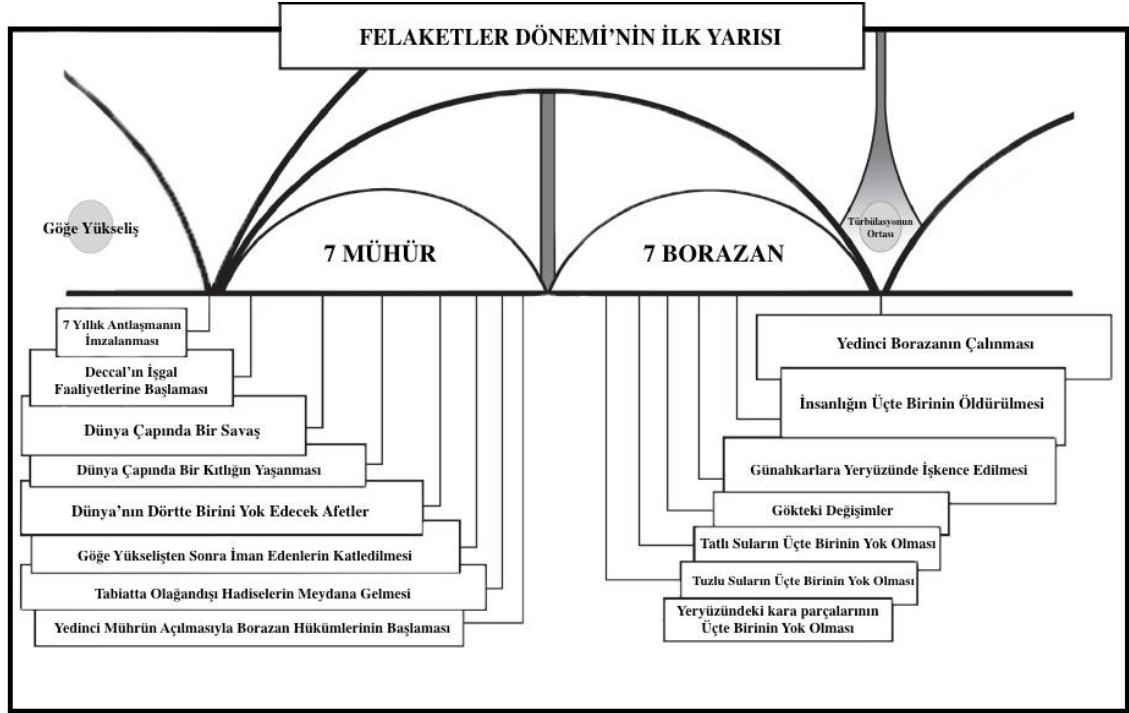 FELAKETLER DÖNEMİ’NİN İLK YARISI
Göğe Yükseliş
7 MÜHÜR
7 BORAZAN
Türbülasyonun
Ortası
7 Yıllık Antlaşmanın
İmzalanması
Deccal’ın İşgal
Faaliyetlerine Başlaması
Dünya Çapında Bir Savaş
Dünya Çapında Bir Kıtlığın Yaşanması
Dünya’nın Dörtte Birini Yok Edecek Afetler
Göğe Yükselişten Sonra İman Edenlerin Katledilmesi
Tabiatta Olağandışı Hadiselerin Meydana Gelmesi
Yedinci Mührün Açılmasıyla Borazan Hükümlerinin Başlaması
Yedinci Borazanın Çalınması
İnsanlığın Üçte Birinin Öldürülmesi
Günahkarlara Yeryüzünde İşkence Edilmesi
Gökteki Değişimler
Tatlı Suların Üçte Birinin Yok Olması
Tuzlu Suların Üçte Birinin Yok Olması
Yeryüzündeki kara parçalarının
Üçte Birinin Yok Olması